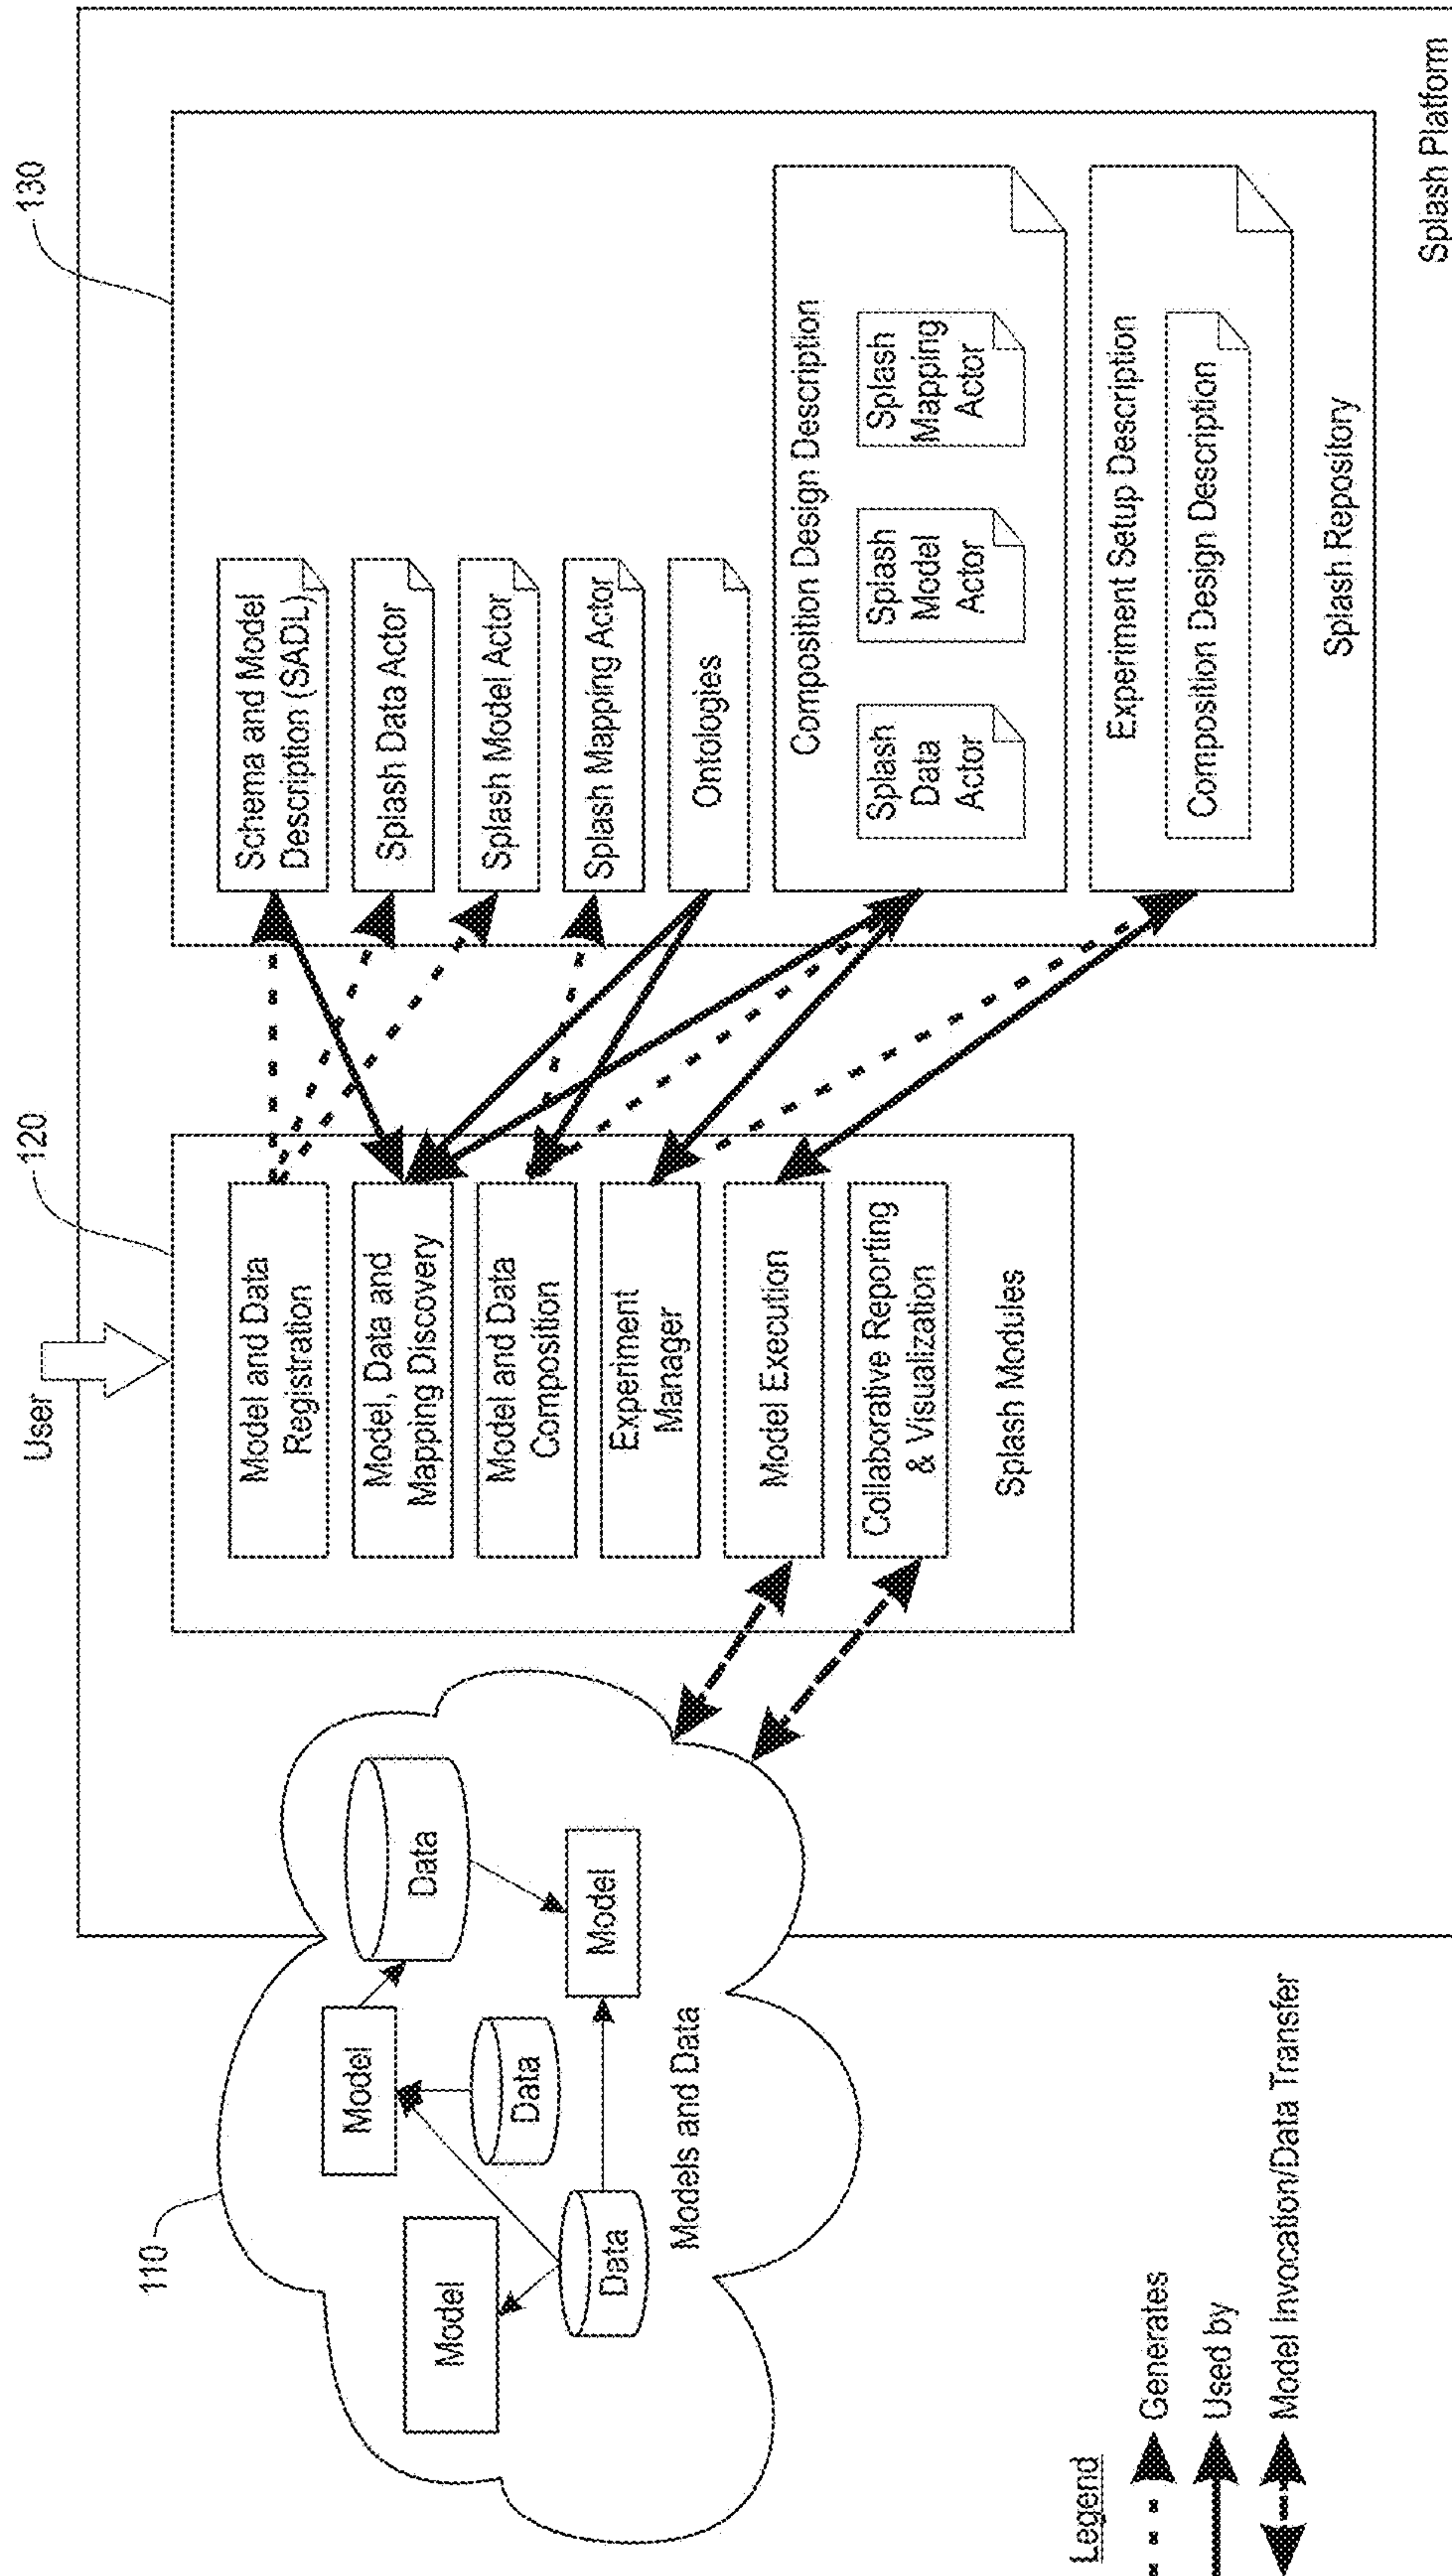 User
110
120
130
Model
Model
Data
Data
Data
Model
Models and Data
Model and Data
Registration
Model, Data and
Mapping Discovery
Model and Data
Composition
Experiment
Manager
Model Execution
Collaborative Reporting
& Visualization
Splash Modules
Schema and Model
Description (SADL)
Splash Data Actor
Splash Model Actor
Splash Mapping Actor
Ontologies
Composition Design Description
Splash
Data
Actor
Splash
Model
Actor
Splash
Mapping
Actor
Experiment Setup Description
Composition Design Description
Splash Repository
Splash Platform
Legend
Generates
Used by
Model Invocation/Data Transfer